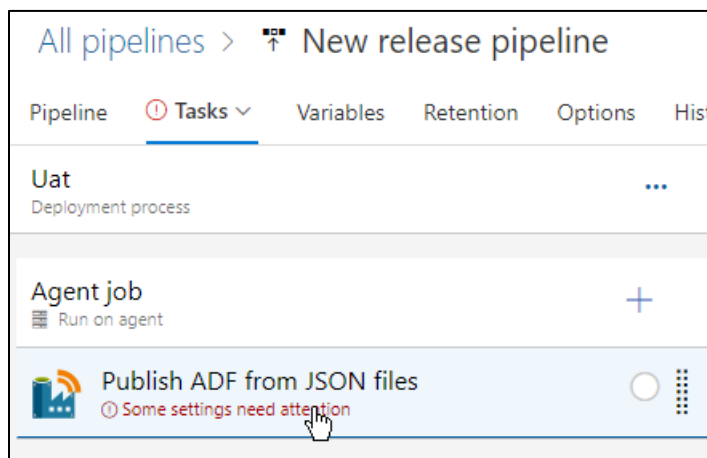 All pipelines > New release pipeline
Pipeline Tasks Variables Retention Options Hist
Uat
Deployment process
Agent job
Run on agent
Publish ADF from JSON files
Some settings need attention